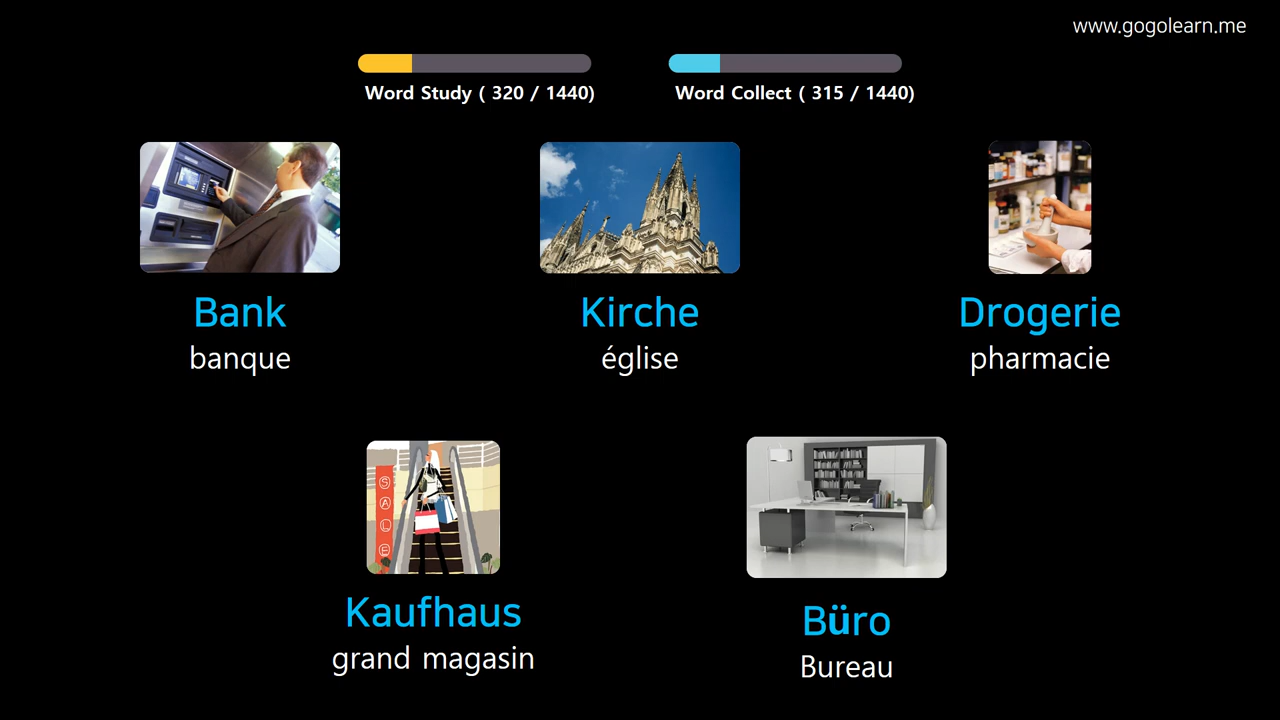 www.gogolearn.me
Word Study ( 320 / 1440)
Word Collect ( 315 / 1440)
Bank
banque
Kirche
église
Drogerie
pharmacie
SALE
Kaufhaus
grand magasin
Büro
Bureau